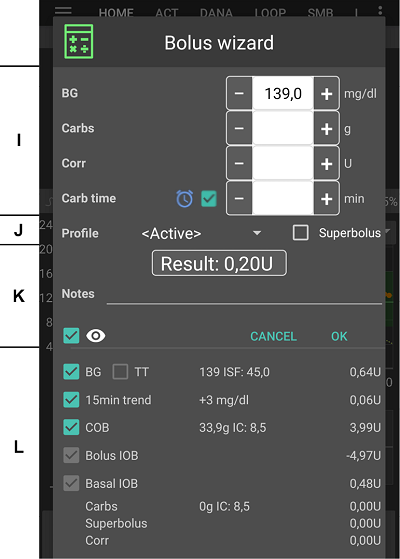 HOME ACT DANA LOOP SMB
Bolus wizard
I
BG − 139,0 + mg/dl
Carbs − + g
Corr − + U
Carb time − + min
5%
J
24
Profile <Active> Superbolus
20
K
16
Result: 0,20U
12
Notes
8
CANCEL OK
4
L
BG TT 139 ISF: 45,0 0,64U
15min trend +3 mg/dl 0,06U
COB 33,9g IC: 8,5 3,99U
Bolus IOB -4,97U
Basal IOB 0,48U
Carbs 0g IC: 8,5 0,00U
Superbolus 0,00U
Corr 0,00U